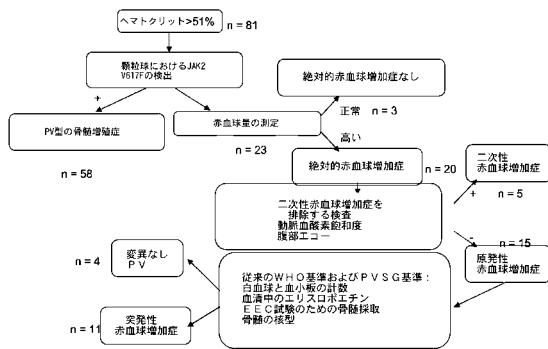 ヘマトクリット>51%
n = 81
顆粒球におけるJAK2
V617Fの検出
絶対的赤血球増加症なし
+
正常
n = 3
PV型の骨髄増殖症
赤血球量の測定
高い
n = 58
n = 23
絶対的赤血球増加症
n = 20
二次性
赤血球増加症
n = 5
二次性赤血球増加症を
排除する検査
動脈血酸素飽和度
腹部エコー
+
-
n = 15
原発性
赤血球増加症
変異なし
PV
n = 4
従来のWHO基準およびPVSG基準:
白血球と血小板の計数
血清中のエリスロポエチン
EEC試験のための骨髄採取
骨髄の核型
突発性
赤血球増加症
n = 11